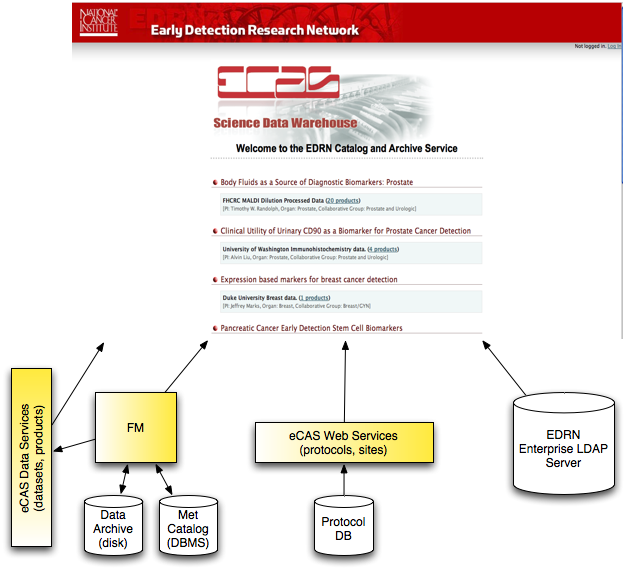 NATIONAL
CANCER
INSTITUTE
EDRN
Early Detection Research Network
Not logged in. Log in
ECAS
Science Data Warehouse
Welcome to the EDRN Catalog and Archive Service
Body Fluids as a Source of Diagnostic Biomarkers: Prostate
FHCRC MALDI Dilution Processed Data (20 products)
[PI: Timothy W. Randolph, Organ: Prostate, Collaborative Group: Prostate and Urologic]
Clinical Utility of Urinary CD90 as a Biomarker for Prostate Cancer Detection
University of Washington Immunohistochemistry data. (4 products)
[PI: Alvin Liu, Organ: Prostate, Collaborative Group: Prostate and Urologic]
Expression based markers for breast cancer detection
Duke University Breast data. (1 products)
[PI: Jeffrey Marks, Organ: Breast, Collaborative Group: Breast/GYN]
Pancreatic Cancer Early Detection Stem Cell Biomarkers
eCAS Data Services
(datasets, products)
FM
eCAS Web Services
(protocols, sites)
EDRN
Enterprise LDAP
Server
Data
Archive
(disk)
Met
Catalog
(DBMS)
Protocol
DB